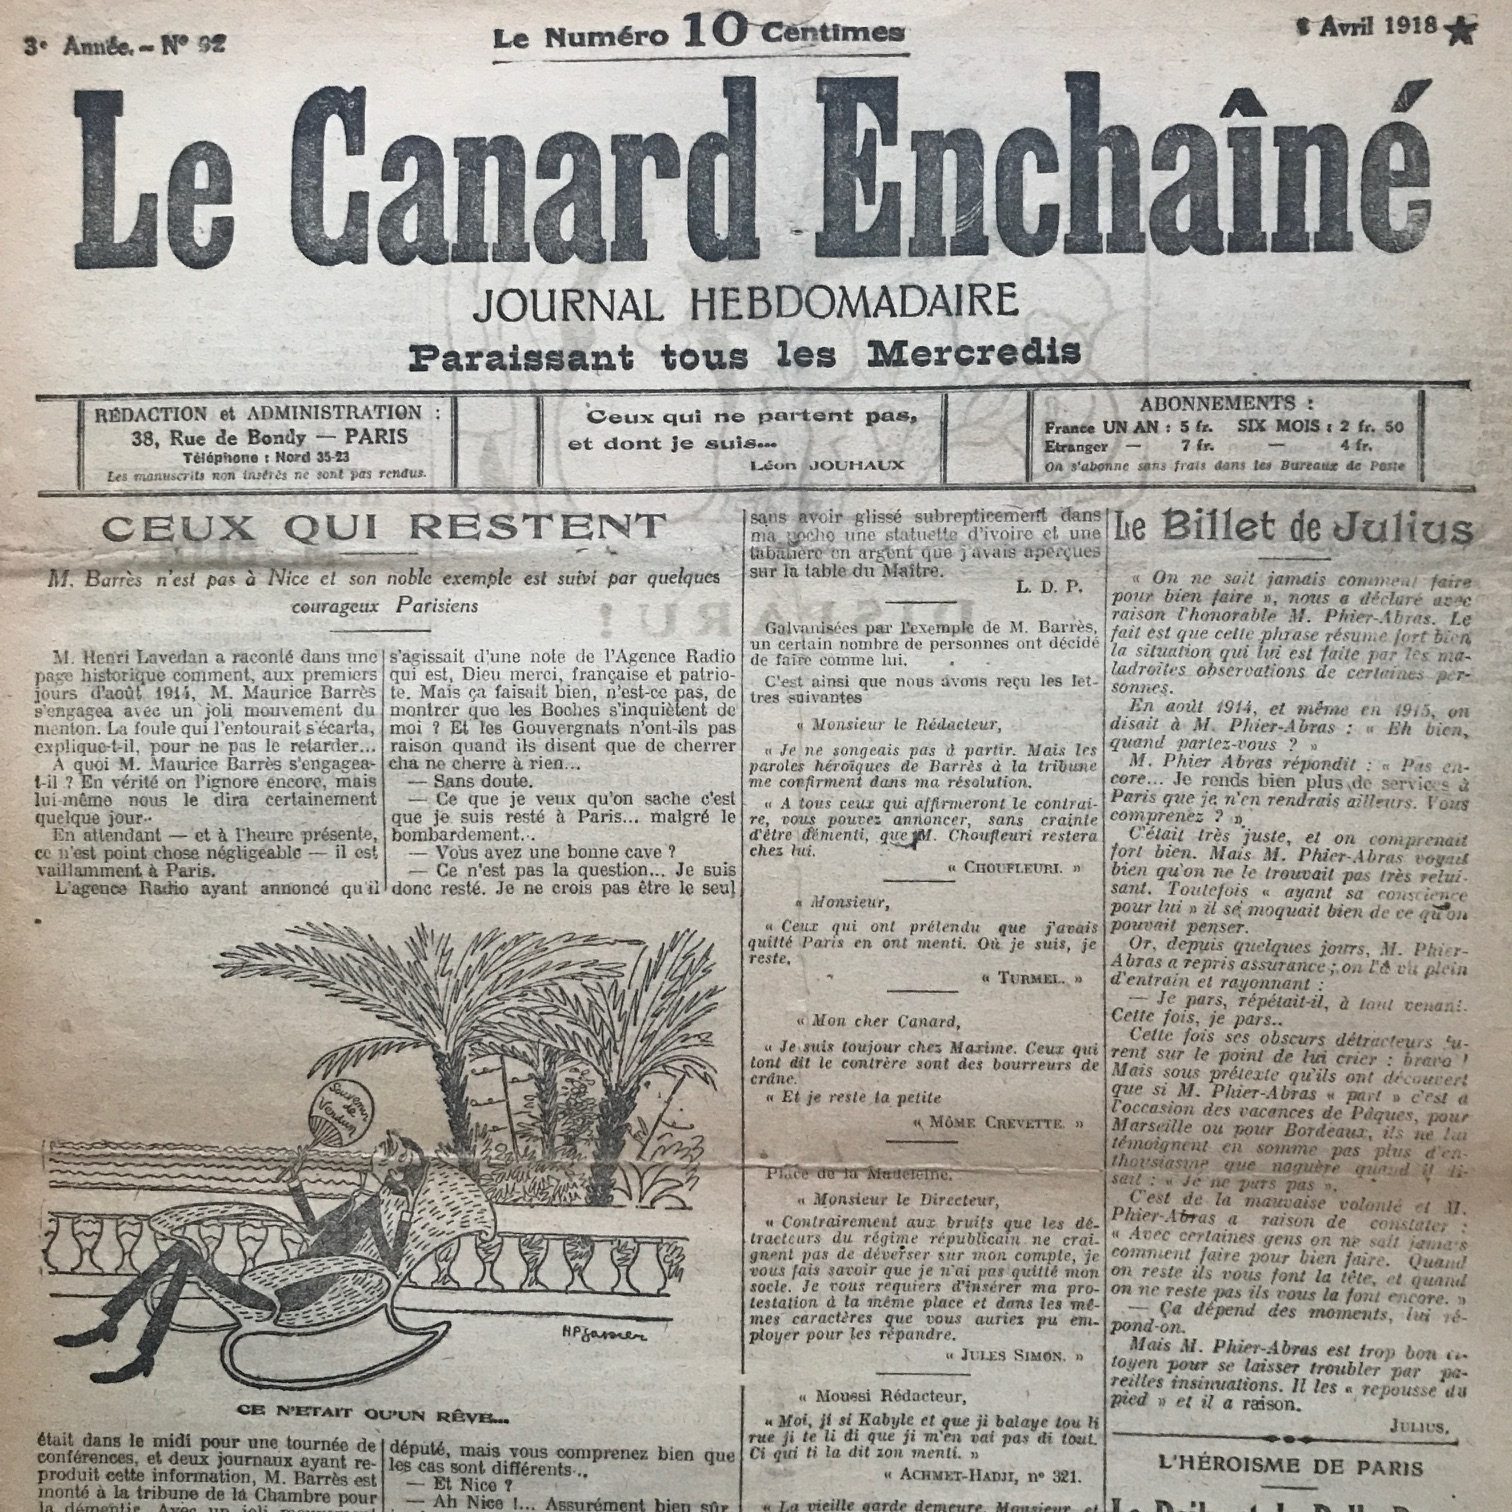 3e Année. - No 92
Le Numéro 10 Centimes
Avril 1918
Le Canard Enchaîné
JOURNAL HEBDOMADAIRE
Paraissant tous les Mercredis
RÉDACTION et ADMINISTRATION :
38, Rue de Bondy — PARIS
Téléphone : Nord 35-23
Les manuscrits non insérés ne sont pas rendus.
Ceux qui ne partent pas,
et dont je suis...
Léon JOUHAUX
ABONNEMENTS :
France UN AN : 5 fr. SIX MOIS : 2 fr. 50
Etranger — 7 fr. — 4 fr.
On s'abonne sans frais dans les Bureaux de Poste
CEUX QUI RESTENT
M. Barrès n'est pas à Nice et son noble exemple est suivi par quelques
courageux Parisiens
M. Henri Lavedan a raconté dans une
page historique comment, aux premiers
jours d'août 1914, M. Maurice Barrès
s'engagea avec un joli mouvement du
menton. La foule qui l'entourait s'écarta,
explique-t-il, pour ne pas le retarder...
A quoi M. Maurice Barrès s'engagea-
t-il ? En vérité on l'ignore encore, mais
lui-même nous le dira certainement
quelque jour..
En attendant — et à l'heure présente,
ce n'est point chose négligeable — il est
vaillamment à Paris.
L'agence Radio ayant annoncé qu'il
s'agissait d'une note de l'Agence Radio
qui est, Dieu merci, française et patrio-
te. Mais ça faisait bien, n'est-ce pas, de
montrer que les Boches s'inquiètent de
moi ? Et les Gouvergnats n'ont-ils pas
raison quand ils disent que de cherrer
cha ne cherre à rien...
— Sans doute.
— Ce que je veux qu'on sache c'est
que je suis resté à Paris... malgré le
bombardement...
— Vous avez une bonne cave ?
— Ce n'est pas la question... Je suis
donc resté. Je ne crois pas être le seul
Souvenir
de
Verdun
HPGassier
CE N'ETAIT QU'UN RÊVE...
était dans le midi pour une tournée de
conférences, et deux journaux ayant re-
produit cette information, M. Barrès est
monté à la tribune de la Chambre pour
la démentir. Avec un joli
député, mais vous comprenez bien que
les cas sont différents...
— Et Nice ?
— Ah Nice !... Assurément bien sûr
sans avoir glissé subrepticement dans
ma poche une statuette d'ivoire et une
tabatière en argent que j'avais aperçues
sur la table du Maître.
L. D. P.
Galvanisées par l'exemple de M. Barrès,
un certain nombre de personnes ont décidé
de faire comme lui.
C'est ainsi que nous avons reçu les let-
tres suivantes
« Monsieur le Rédacteur,
« Je ne songeais pas à partir. Mais les
paroles héroïques de Barrès à la tribune
me confirment dans ma résolution.
« A tous ceux qui affirmeront le contrai-
re, vous pouvez annoncer, sans crainte
d'être démenti, que M. Choufleuri restera
chez lui.
« CHOUFLEURI. »
« Monsieur,
« Ceux qui ont prétendu que j'avais
quitté Paris en ont menti. Où je suis, je
reste,
« TURMEL. »
« Mon cher Canard,
« Je suis toujour chez Maxime. Ceux qui
tont dit le contrère sont des bourreurs de
crâne.
« Et je reste ta petite
« MÔME CREVETTE. »
Place de la Madeleine.
« Monsieur le Directeur,
« Contrairement aux bruits que les dé-
tracteurs du régime républicain ne crai-
gnent pas de déverser sur mon compte, je
vous fais savoir que je n'ai pas quitté mon
socle. Je vous requiers d'insérer ma pro-
testation à la même place et dans les mê-
mes caractères que vous auriez pu em-
ployer pour les répandre.
« JULES SIMON. »
« Moussi Rédacteur,
« Moi, ji si Kabyle et que ji balaye tou li
rue ji te li di que ji m'en vai pas di tout.
Ci qui ti la dit zon menti. »
« ACHMET-HADJI, no 321.
« La vieille garde demeure, Monsieur, et
Le Billet de Julius
« On ne sait jamais comment faire
pour bien faire », nous a déclaré avec
raison l'honorable M. Phier-Abras. Le
fait est que cette phrase résume fort bien
la situation qui lui est faite par les ma-
ladroites observations de certaines per-
sonnes.
En août 1914, et même en 1915, on
disait à M. Phier-Abras : « Eh bien,
quand partez-vous ? »
M. Phier Abras répondit : « Pas en-
core... Je rends bien plus de services à
Paris que je n'en rendrais ailleurs. Vous
comprenez ? »
C'était très juste, et on comprenait
fort bien. Mais M. Phier-Abras voyait
bien qu'on ne le trouvait pas très relui-
sant. Toutefois « ayant sa conscience
pour lui » il se moquait bien de ce qu'on
pouvait penser.
Or, depuis quelques jours, M. Phier-
Abras a repris assurance ; on l'a vu plein
d'entrain et rayonnant :
— Je pars, répétait-il, à tout venant.
Cette fois, je pars..
Cette fois ses obscurs détracteurs fu-
rent sur le point de lui crier : bravo !
Mais sous prétexte qu'ils ont découvert
que si M. Phier-Abras « part » c'est à
l'occasion des vacances de Pâques, pour
Marseille ou pour Bordeaux, ils ne lui
témoignent en somme pas plus d'en-
thousiasme que naguère quand il di-
sait : « Je ne pars pas ».
C'est de la mauvaise volonté et M.
Phier-Abras a raison de constater :
« Avec certaines gens on ne sait jamais
comment faire pour bien faire. Quand
on reste ils vous font la tête, et quand
on ne reste pas ils vous la font encore. »
— Ça dépend des moments, lui ré-
pond-on.
Mais M. Phier-Abras est trop bon ci-
toyen pour se laisser troubler par pa-
reilles insinuations. Il les « repousse du
pied » et il a raison.
JULIUS.
L'HÉROISME DE PARIS